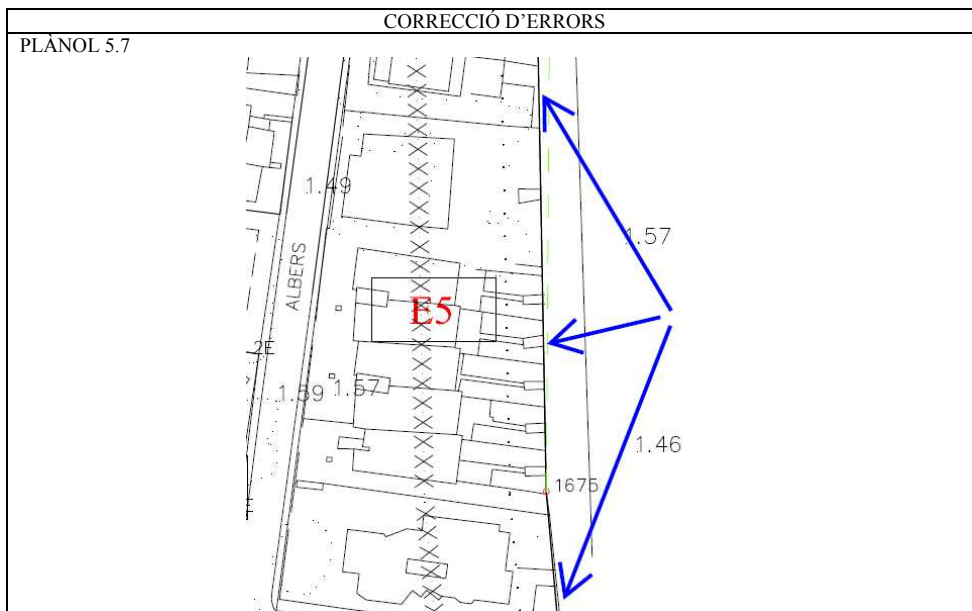 CORRECCIÓ D'ERRORS
PLÀNOL 5.7
1.49
1.57
ALBERS
E5
2E
1.59
1.57
1.46
1675